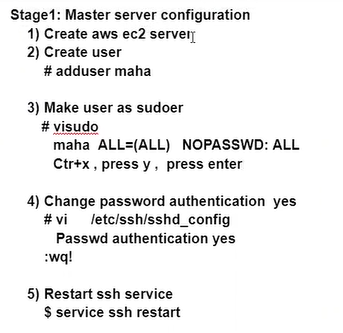 Stage1: Master server configuration
1) Create aws ec2 server
2) Create user
# adduser maha
3) Make user as sudoer
# visudo
maha ALL=(ALL) NOPASSWD: ALL
Ctr+x , press y , press enter
4) Change password authentication yes
# vi /etc/ssh/sshd_config
Passwd authentication yes
:wq!
5) Restart ssh service
$ service ssh restart